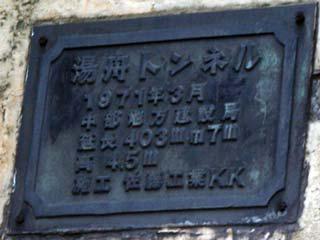 湯舟トンネル
1971年3月
中部地方建設局
延長403m 巾7m
高4.5m
施工 佐藤工業KK